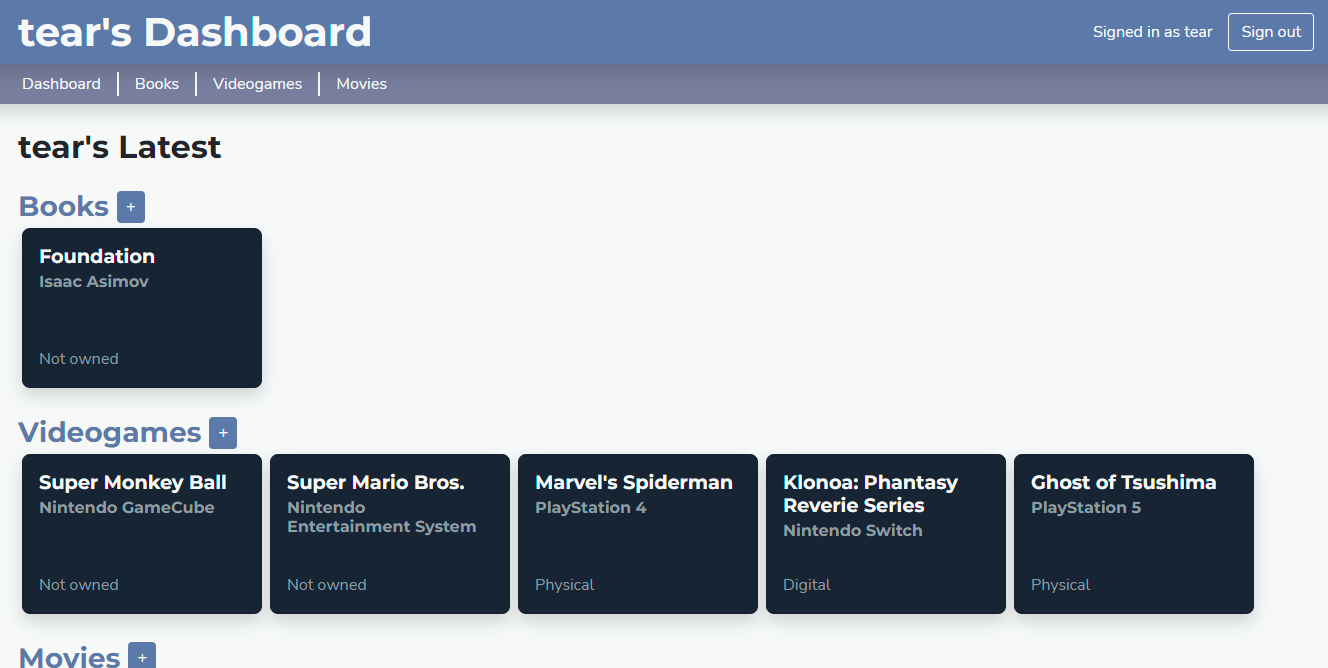 tear's Dashboard
Signed in as tear
Sign out
Dashboard
Books
Videogames
Movies
tear's Latest
Books +
Foundation
Isaac Asimov
Not owned
Videogames +
Super Monkey Ball
Nintendo GameCube
Not owned
Super Mario Bros.
Nintendo
Entertainment System
Not owned
Marvel's Spiderman
PlayStation 4
Physical
Klonoa: Phantasy
Reverie Series
Nintendo Switch
Digital
Ghost of Tsushima
PlayStation 5
Physical
Movies +